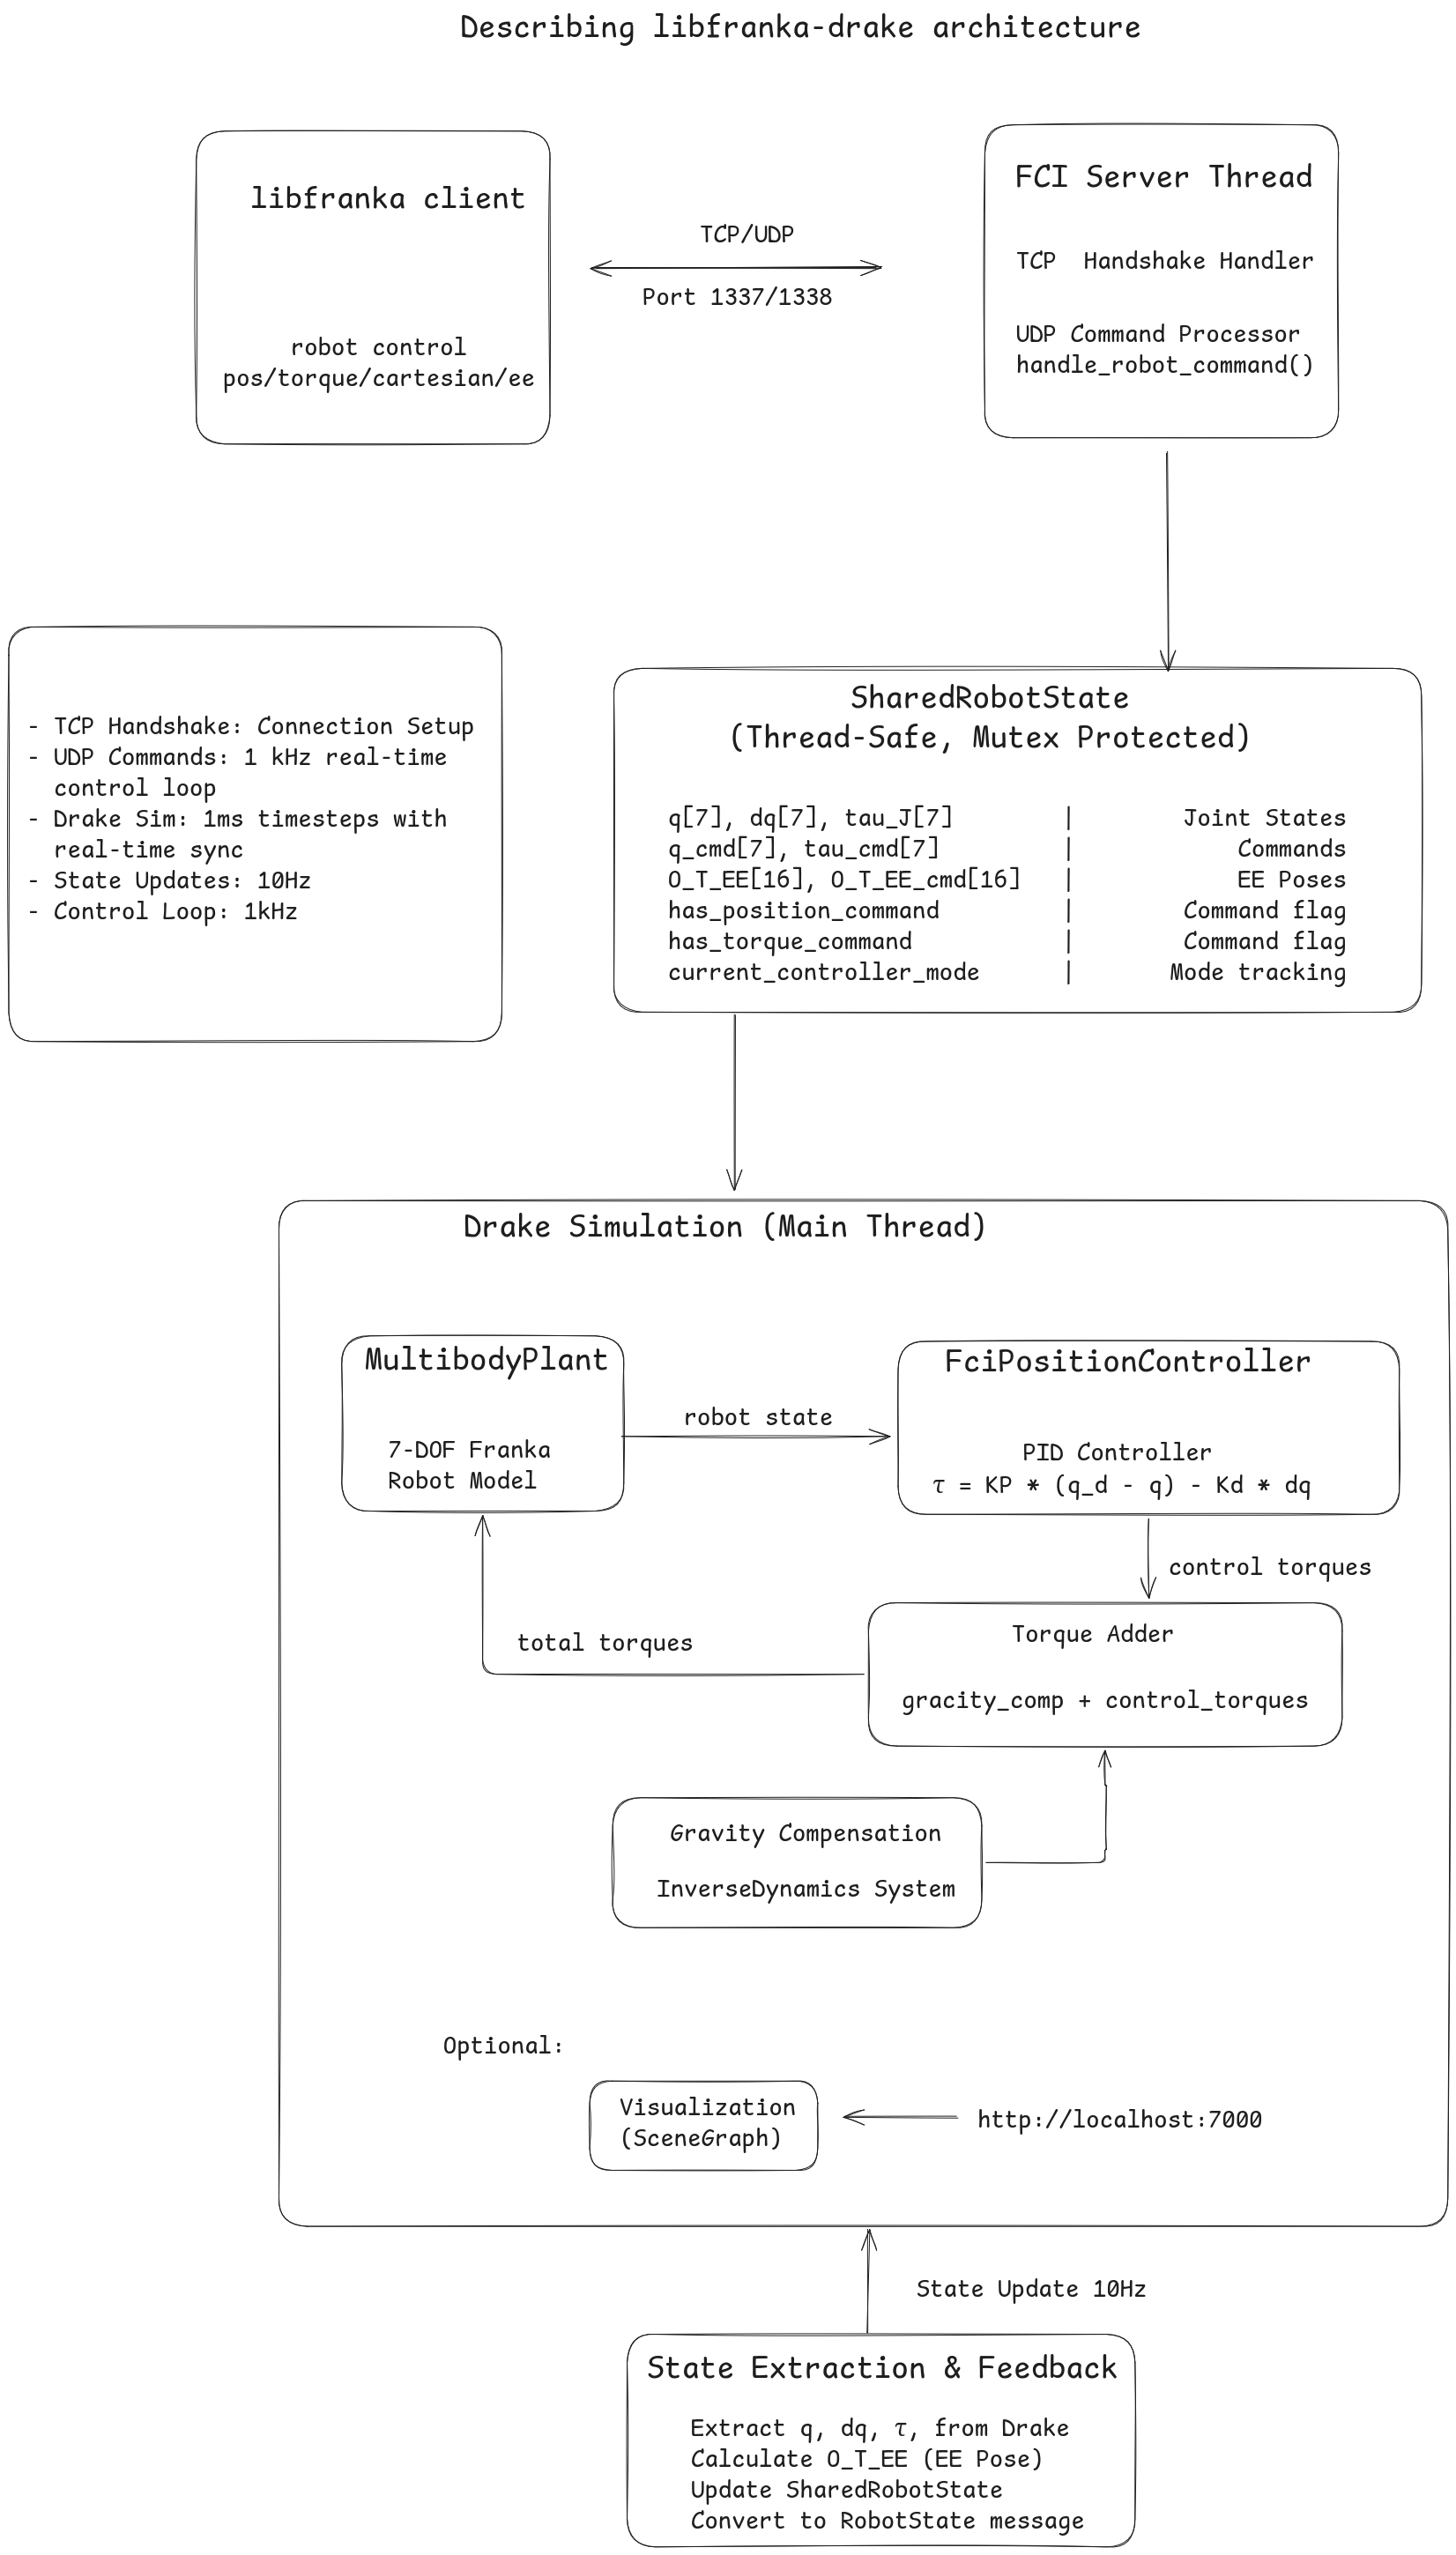 Describing libfranka-drake architecture
libfranka client
robot control
pos/torque/cartesian/ee
TCP/UDP
Port 1337/1338
FCI Server Thread
TCP  Handshake Handler
UDP Command Processor
handle_robot_command()
- TCP Handshake: Connection Setup
- UDP Commands: 1 kHz real-time
control loop
- Drake Sim: 1ms timesteps with
real-time sync
- State Updates: 10Hz
- Control Loop: 1kHz
SharedRobotState
(Thread-Safe, Mutex Protected)
q[7], dq[7], tau_J[7] | Joint States
q_cmd[7], tau_cmd[7] | Commands
O_T_EE[16], O_T_EE_cmd[16] | EE Poses
has_position_command | Command flag
has_torque_command | Command flag
current_controller_mode | Mode tracking
Drake Simulation (Main Thread)
MultibodyPlant
7-DOF Franka
Robot Model
robot state
FciPositionController
PID Controller
τ = KP * (q_d - q) - Kd * dq
control torques
total torques
Torque Adder
gracity_comp + control_torques
Gravity Compensation
InverseDynamics System
Optional:
Visualization
(SceneGraph)
http://localhost:7000
State Update 10Hz
State Extraction & Feedback
Extract q, dq, τ, from Drake
Calculate O_T_EE (EE Pose)
Update SharedRobotState
Convert to RobotState message